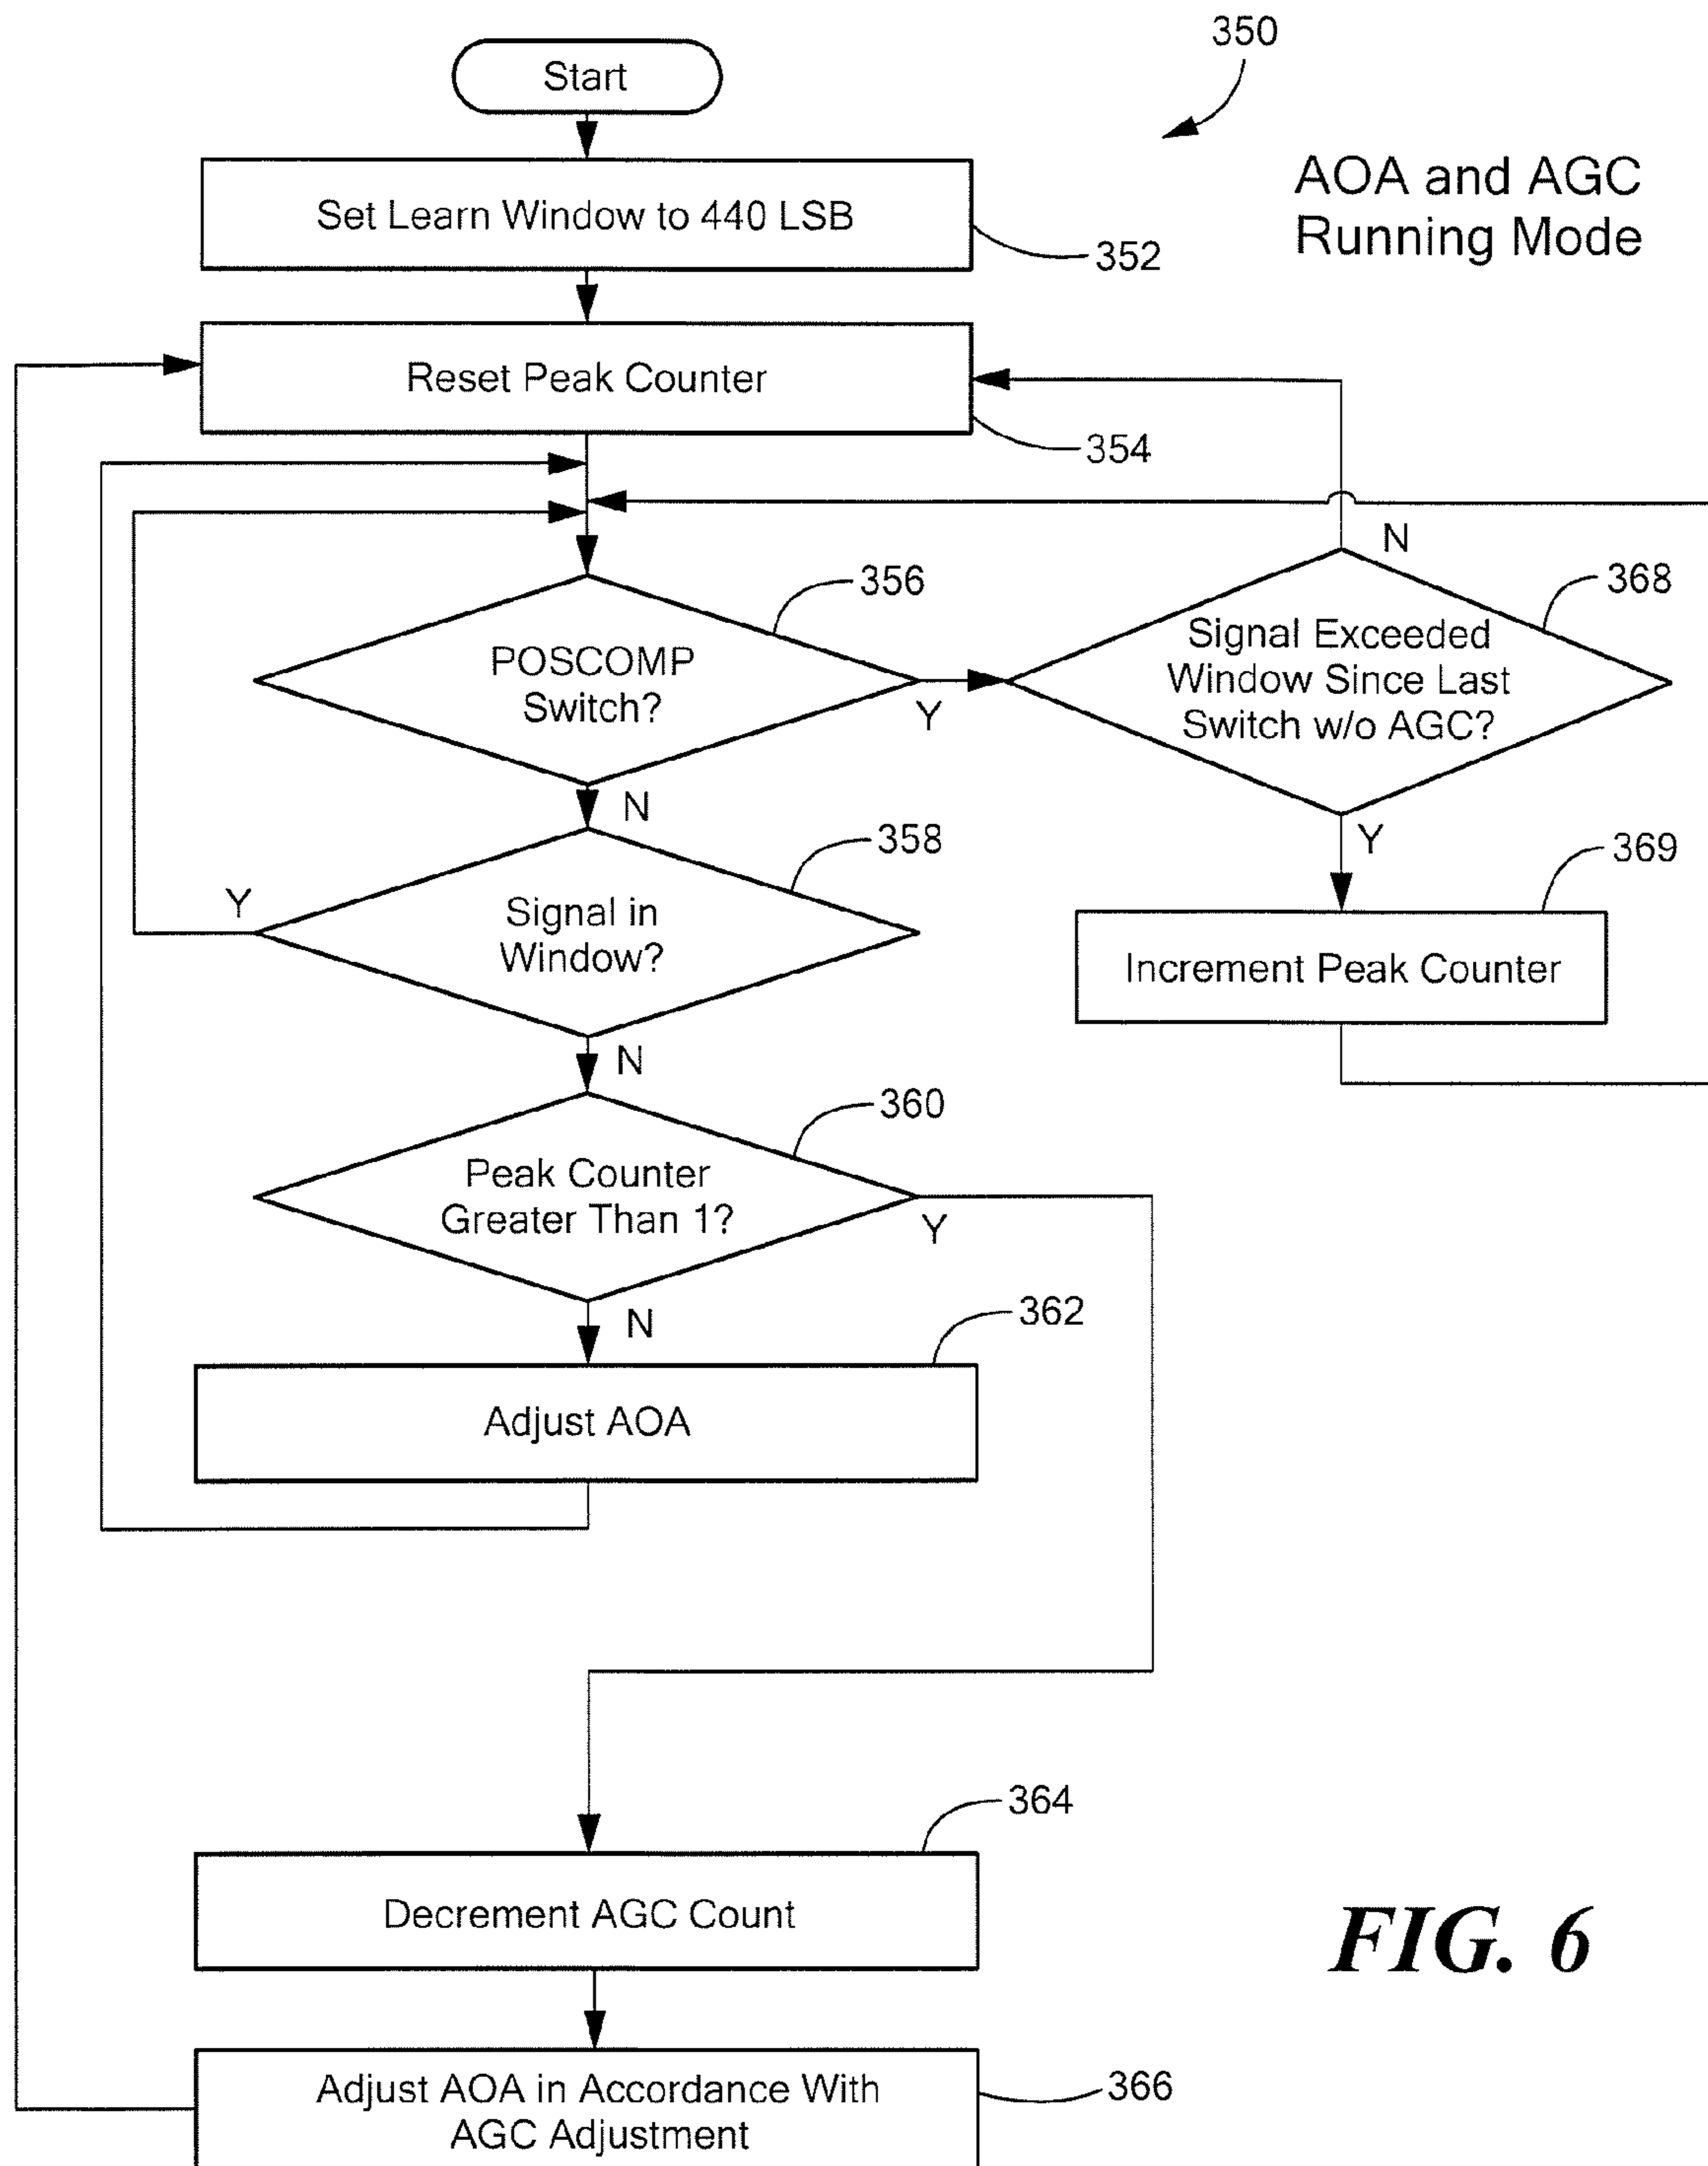 350
Start
AOA and AGC
Running Mode
Set Learn Window to 440 LSB
352
Reset Peak Counter
354
N
356
368
POSCOMP
Switch?
Y
Signal Exceeded
Window Since Last
Switch w/o AGC?
N
Y
358
369
Y
Signal in
Window?
Increment Peak Counter
N
360
Peak Counter
Greater Than 1?
Y
N
362
Adjust AOA
364
Decrement AGC Count
FIG. 6
Adjust AOA in Accordance With
AGC Adjustment
366